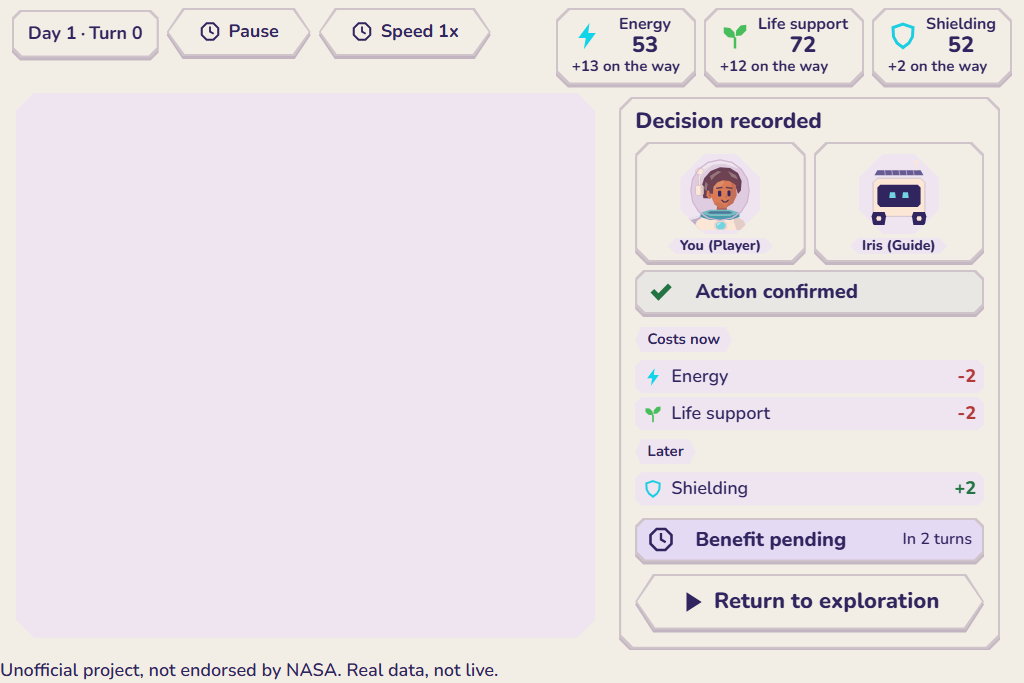 Day 1 · Turn 0
Pause
Speed 1x
Energy
53
+13 on the way
Life support
72
+12 on the way
Shielding
52
+2 on the way
Decision recorded
You (Player)
Iris (Guide)
Action confirmed
Costs now
Energy -2
Life support -2
Later
Shielding +2
Benefit pending In 2 turns
Return to exploration
Unofficial project, not endorsed by NASA. Real data, not live.